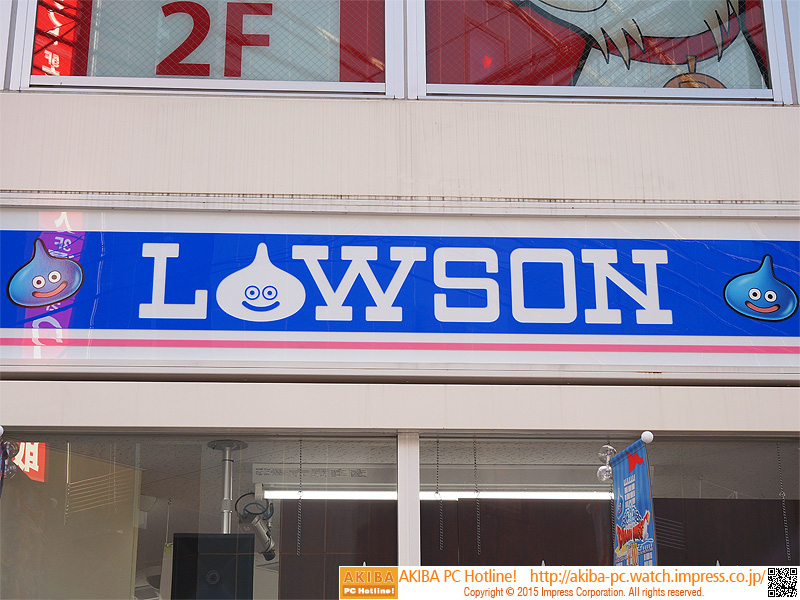 2F
LAWSON
AKIBA PC Hotline!
AKIBA PC Hotline! http://akiba-pc.watch.impress.co.jp/
Copyright © 2015 Impress Corporation. All rights reserved.